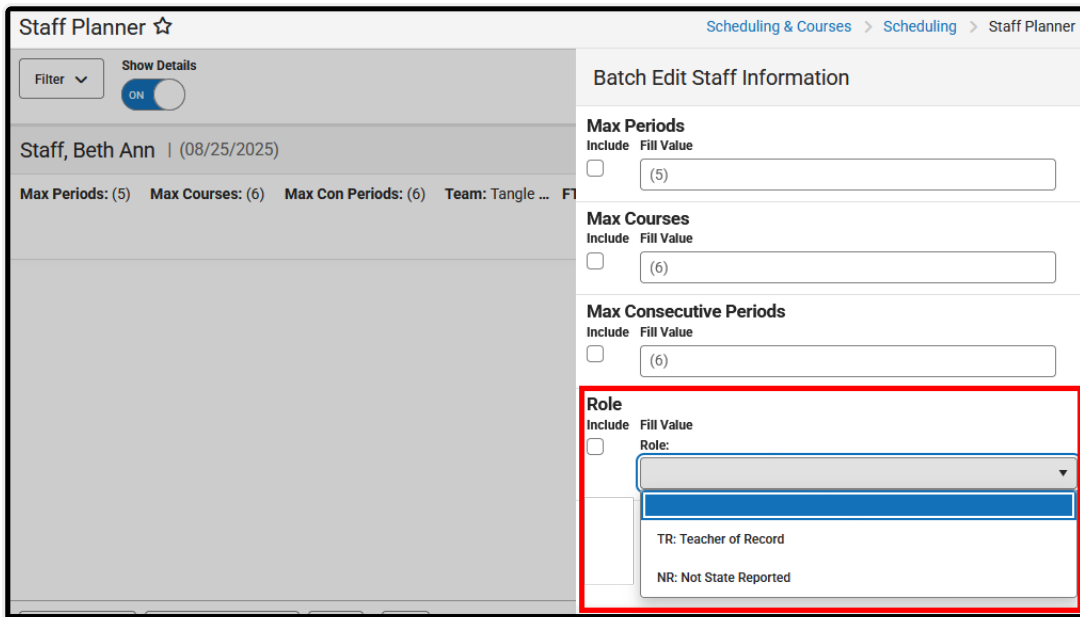 Staff Planner
Scheduling & Courses > Scheduling > Staff Planner
Filter
Show Details
ON
Staff, Beth Ann | (08/25/2025)
Max Periods: (5) Max Courses: (6) Max Con Periods: (6) Team: Tangle ... FT
Batch Edit Staff Information
Max Periods
Include Fill Value
(5)
Max Courses
Include Fill Value
(6)
Max Consecutive Periods
Include Fill Value
(6)
Role
Include Fill Value
Role:
TR: Teacher of Record
NR: Not State Reported